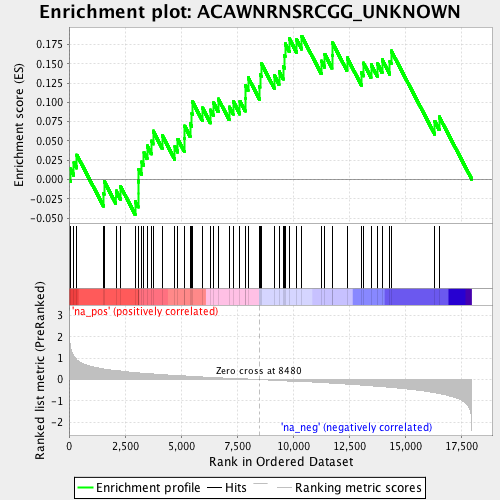 Enrichment plot: ACAWNRNSRCGG_UNKNOWN
Enrichment score (ES)
0.175
0.150
0.125
0.100
0.075
0.050
0.025
0.000
-0.025
-0.050
'na_pos' (positively correlated)
Ranked list metric (PreRanked)
3
2
1
0
-1
-2
Zero cross at 8480
'na_neg' (negatively correlated)
0 2,500 5,000 7,500 10,000 12,500 15,000 17,500
Rank in Ordered Dataset
Enrichment profile Hits Ranking metric scores